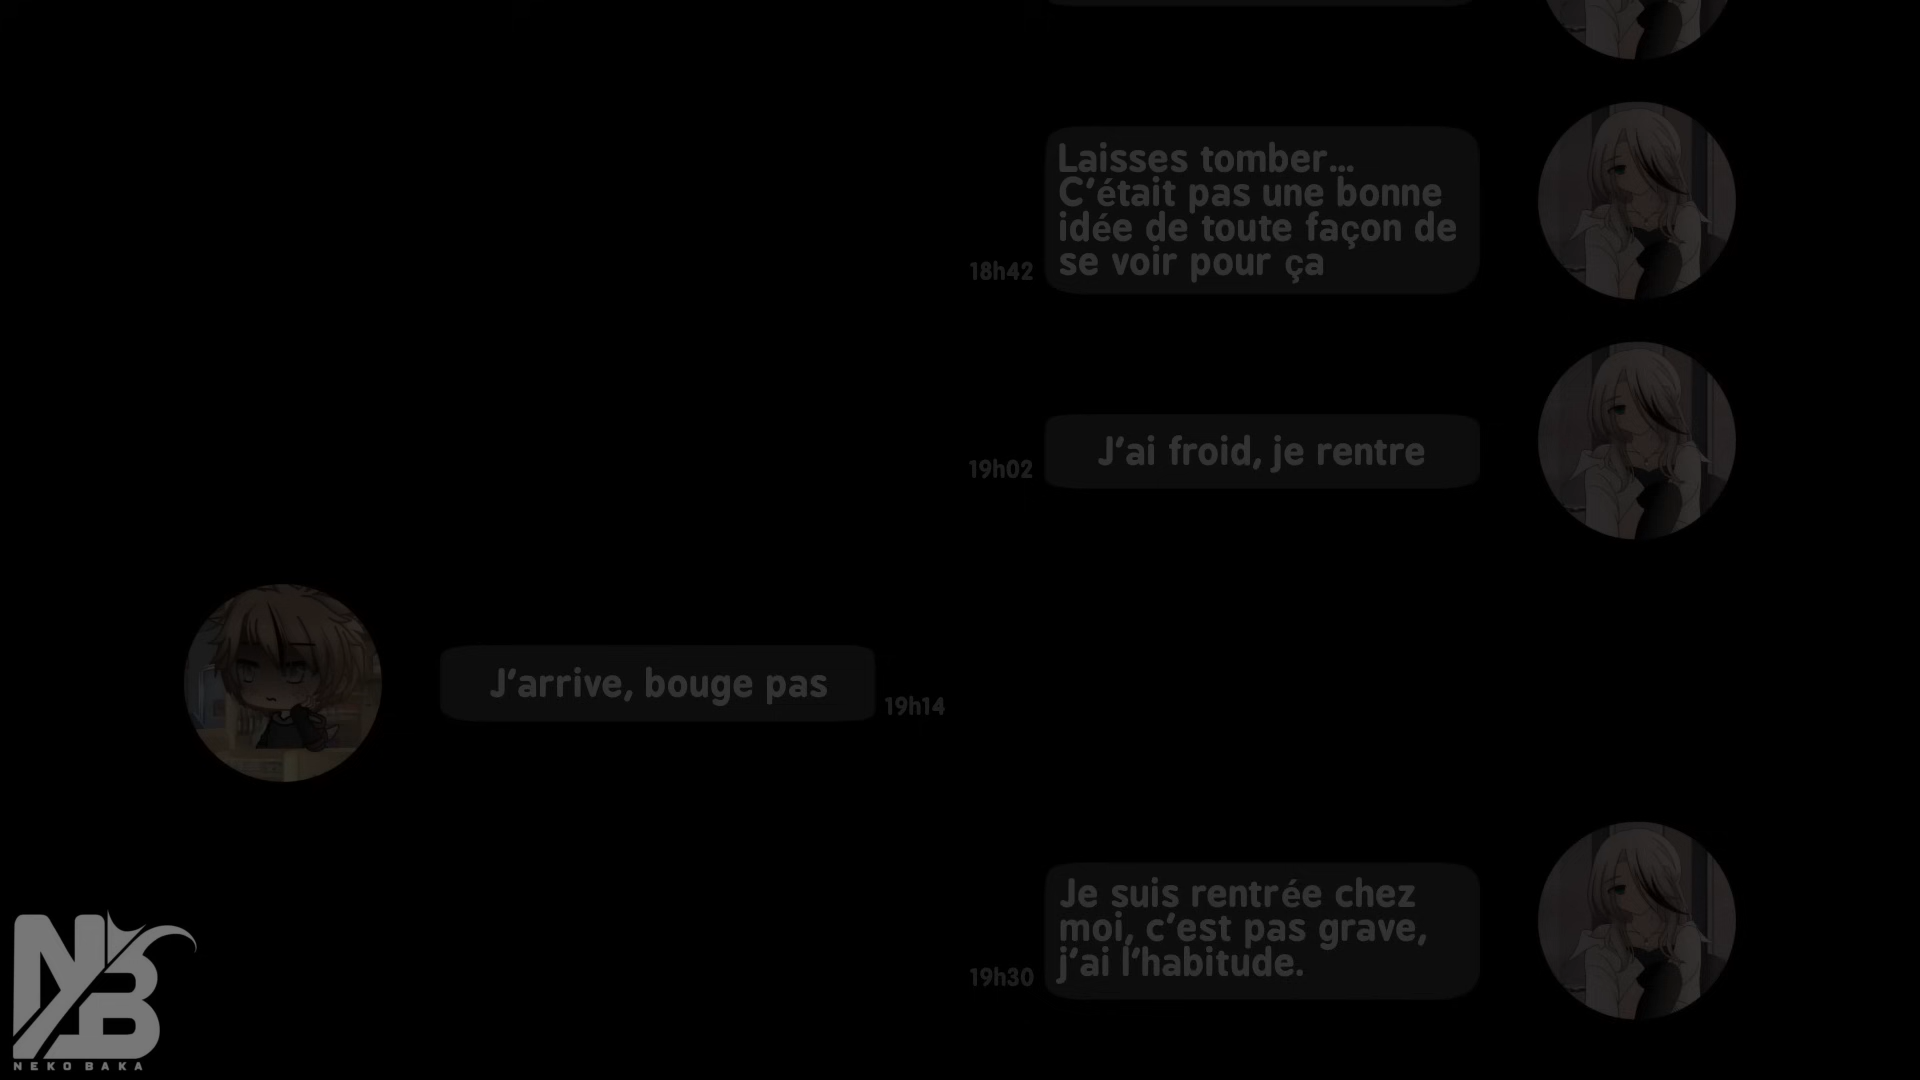 Laisses tomber...
C'était pas une bonne
idée de toute façon de
se voir pour ça
18h42
J'ai froid, je rentre
19h02
J'arrive, bouge pas
19h14
Je suis rentrée chez
moi, c'est pas grave,
j'ai l'habitude.
19h30
NB
NEKO BAKA